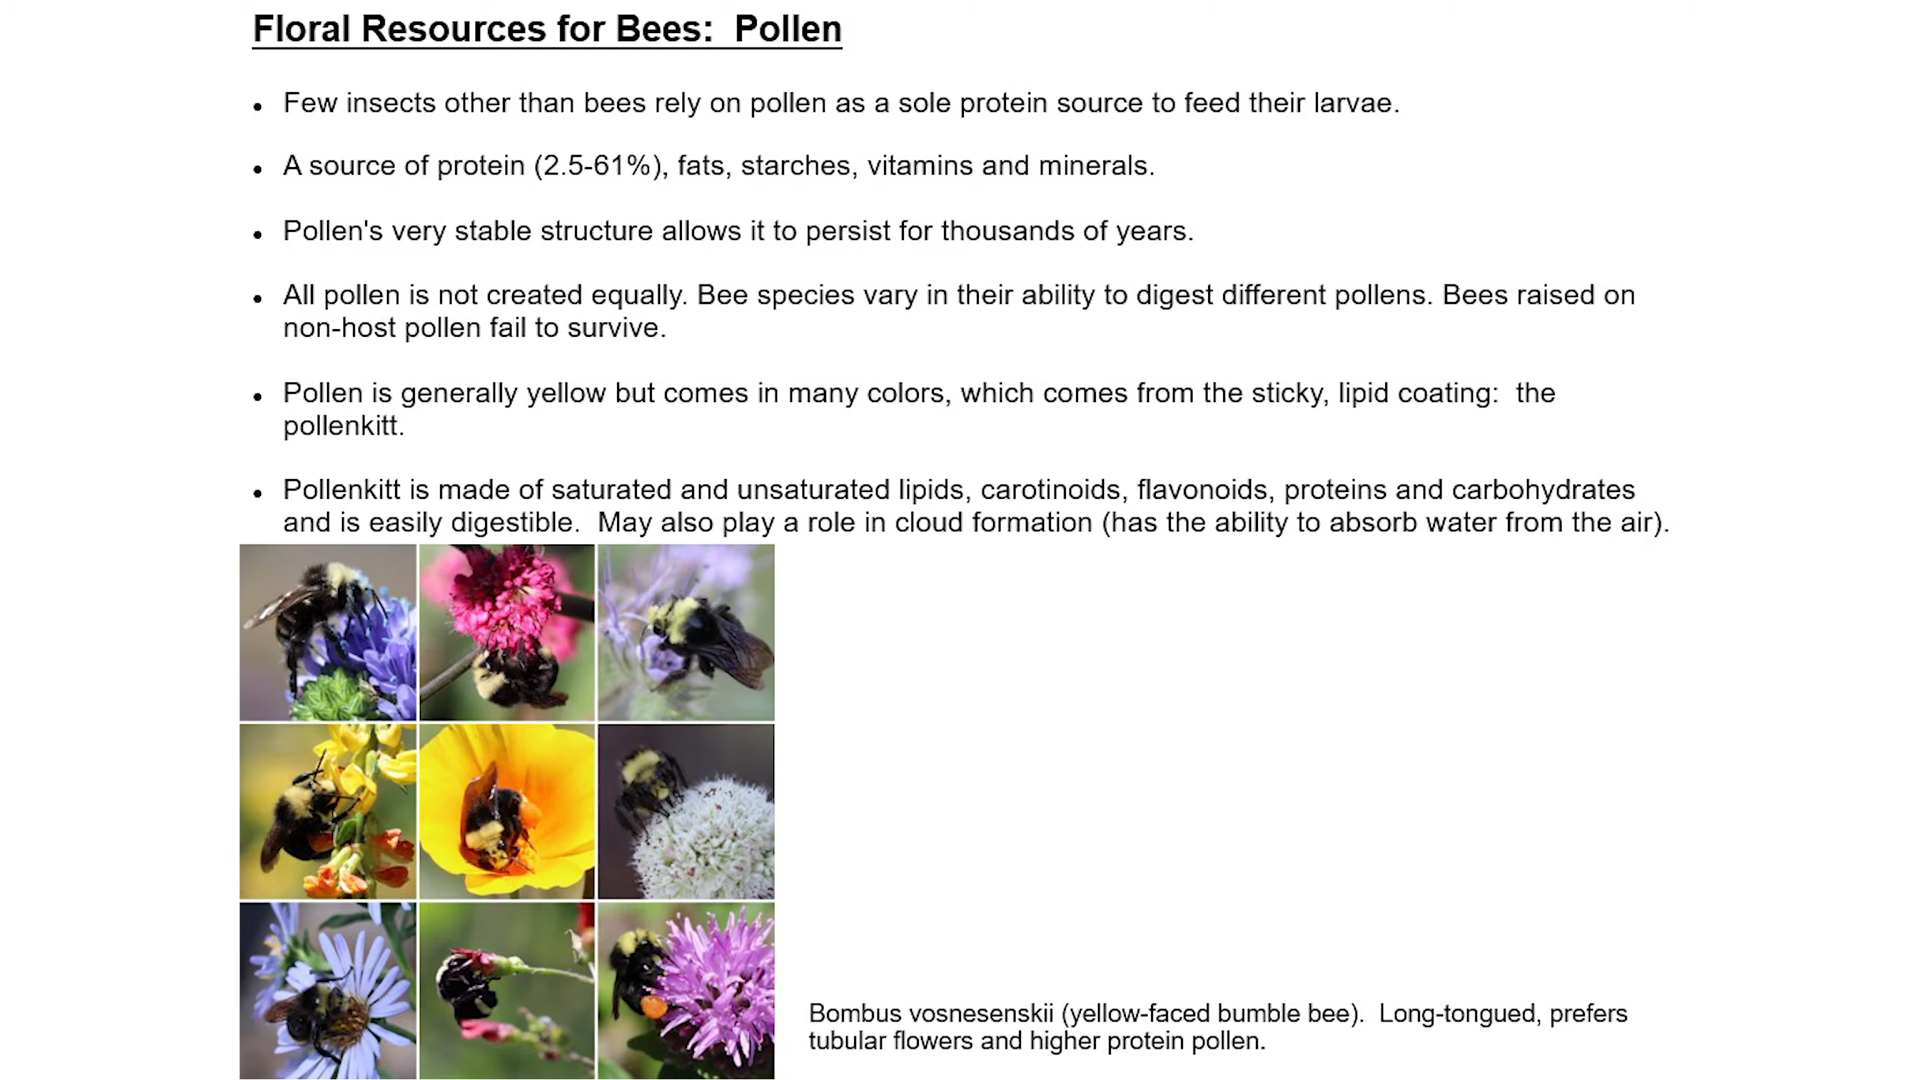 Floral Resources for Bees:  Pollen
• Few insects other than bees rely on pollen as a sole protein source to feed their larvae.
• A source of protein (2.5-61%), fats, starches, vitamins and minerals.
• Pollen's very stable structure allows it to persist for thousands of years.
• All pollen is not created equally. Bee species vary in their ability to digest different pollens. Bees raised on
non-host pollen fail to survive.
• Pollen is generally yellow but comes in many colors, which comes from the sticky, lipid coating:  the
pollenkitt.
• Pollenkitt is made of saturated and unsaturated lipids, carotinoids, flavonoids, proteins and carbohydrates
and is easily digestible.  May also play a role in cloud formation (has the ability to absorb water from the air).
Bombus vosnesenskii (yellow-faced bumble bee).  Long-tongued, prefers
tubular flowers and higher protein pollen.